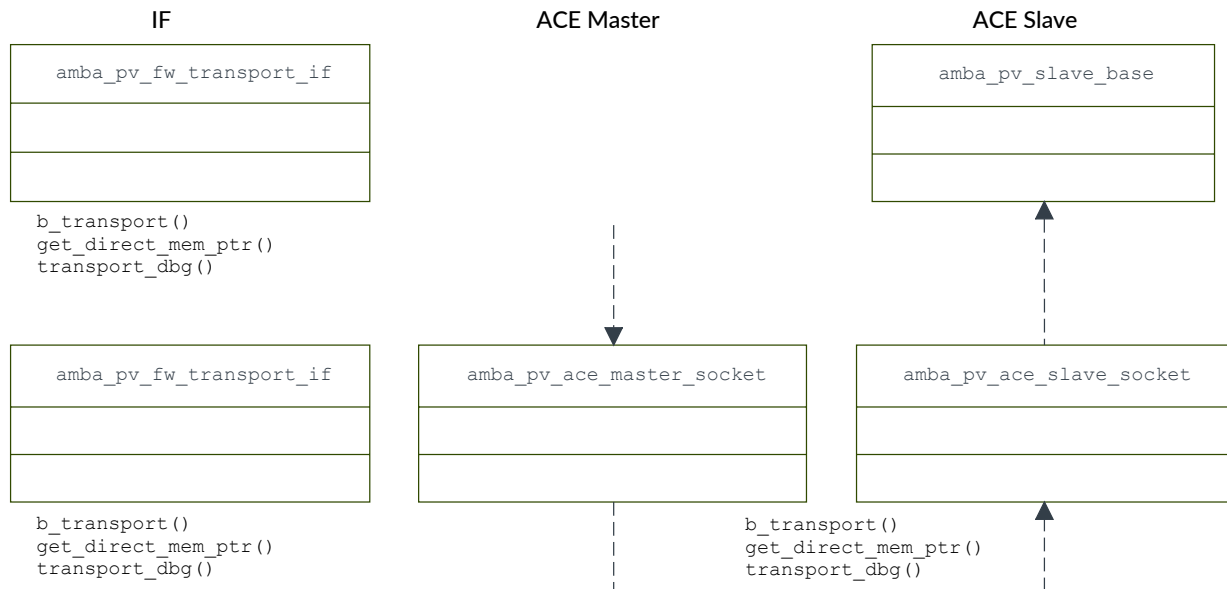 IF
ACE Master
ACE Slave
amba_pv_fw_transport_if
amba_pv_slave_base
b_transport()
get_direct_mem_ptr()
transport_dbg()
amba_pv_fw_transport_if
amba_pv_ace_master_socket
amba_pv_ace_slave_socket
b_transport()
get_direct_mem_ptr()
transport_dbg()
b_transport()
get_direct_mem_ptr()
transport_dbg()